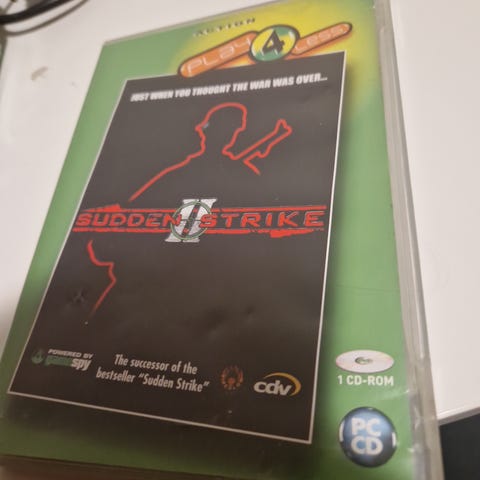 ACTION
PLAY 4 LESS
JUST WHEN YOU THOUGHT THE WAR WAS OVER...
SUDDEN II STRIKE
POWERED BY
gamespy
The successor of the
bestseller "Sudden Strike"
cdv
1 CD-ROM
PC
CD